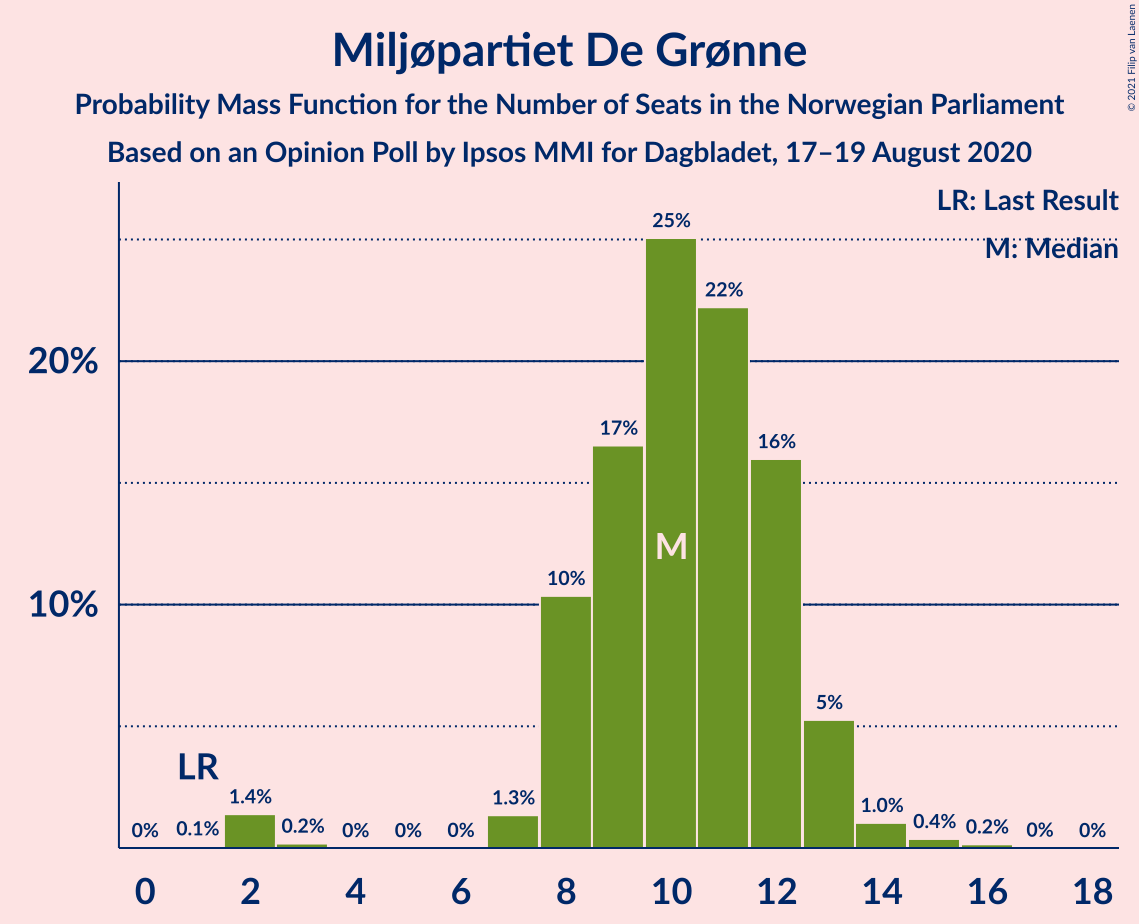 Miljøpartiet De Grønne
Probability Mass Function for the Number of Seats in the Norwegian Parliament
Based on an Opinion Poll by Ipsos MMI for Dagbladet, 17–19 August 2020
© 2021 Filip van Laenen
LR: Last Result
M: Median
25%
22%
20%
17%
16%
M
10%
10%
5%
LR
0%
0.1%
1.4%
0.2%
0%
0%
0%
1.3%
1.0%
0.4%
0.2%
0%
0%
0 2 4 6 8 10 12 14 16 18